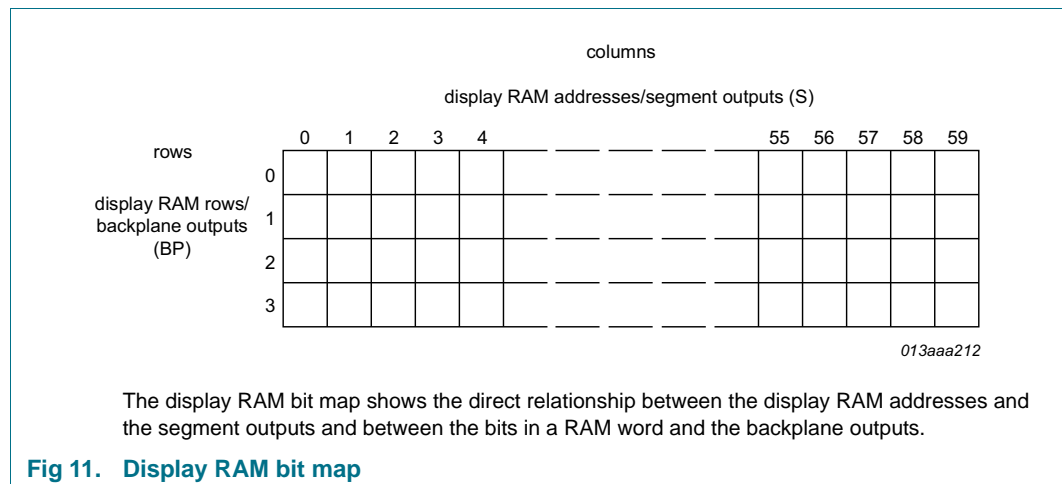 columns
display RAM addresses/segment outputs (S)
0 1 2 3 4 55 56 57 58 59
rows
0
display RAM rows/
1
backplane outputs
(BP)
2
3
013aaa212
The display RAM bit map shows the direct relationship between the display RAM addresses and
the segment outputs and between the bits in a RAM word and the backplane outputs.
Fig 11. Display RAM bit map